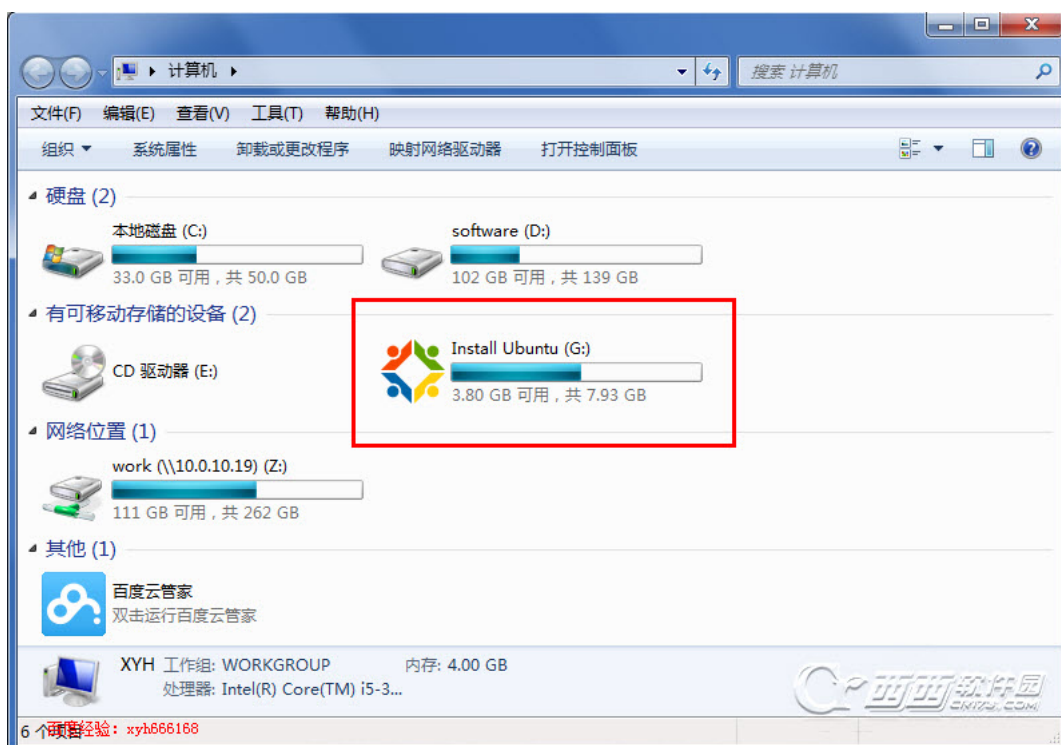 计算机
搜索 计算机
文件(F) 编辑(E) 查看(V) 工具(T) 帮助(H)
组织 系统属性 卸载或更改程序 映射网络驱动器 打开控制面板
硬盘 (2)
本地磁盘 (C:)
33.0 GB 可用，共 50.0 GB
software (D:)
102 GB 可用，共 139 GB
有可移动存储的设备 (2)
CD 驱动器 (E:)
Install Ubuntu (G:)
3.80 GB 可用，共 7.93 GB
网络位置 (1)
work (\\10.0.10.19) (Z:)
111 GB 可用，共 262 GB
其他 (1)
百度云管家
双击运行百度云管家
XYH 工作组: WORKGROUP 内存: 4.00 GB
处理器: Intel(R) Core(TM) i5-3...
西西软件园
CR173.COM
6 个项目
百度经验: xyh666168